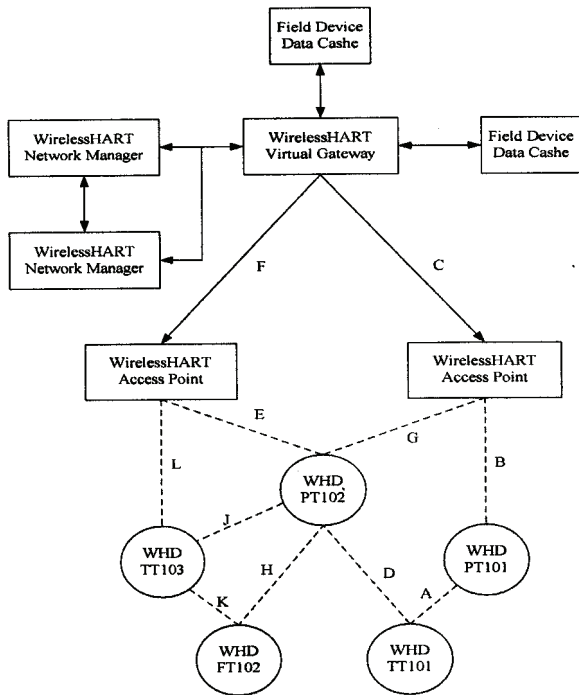 Field Device
Data Cashe
WirelessHART
Network Manager
WirelessHART
Virtual Gateway
Field Device
Data Cashe
WirelessHART
Network Manager
F
C
WirelessHART
Access Point
WirelessHART
Access Point
E
G
L
B
WHD
PT102
J
WHD
TT103
WHD
PT101
H
D
A
K
WHD
FT102
WHD
TT101